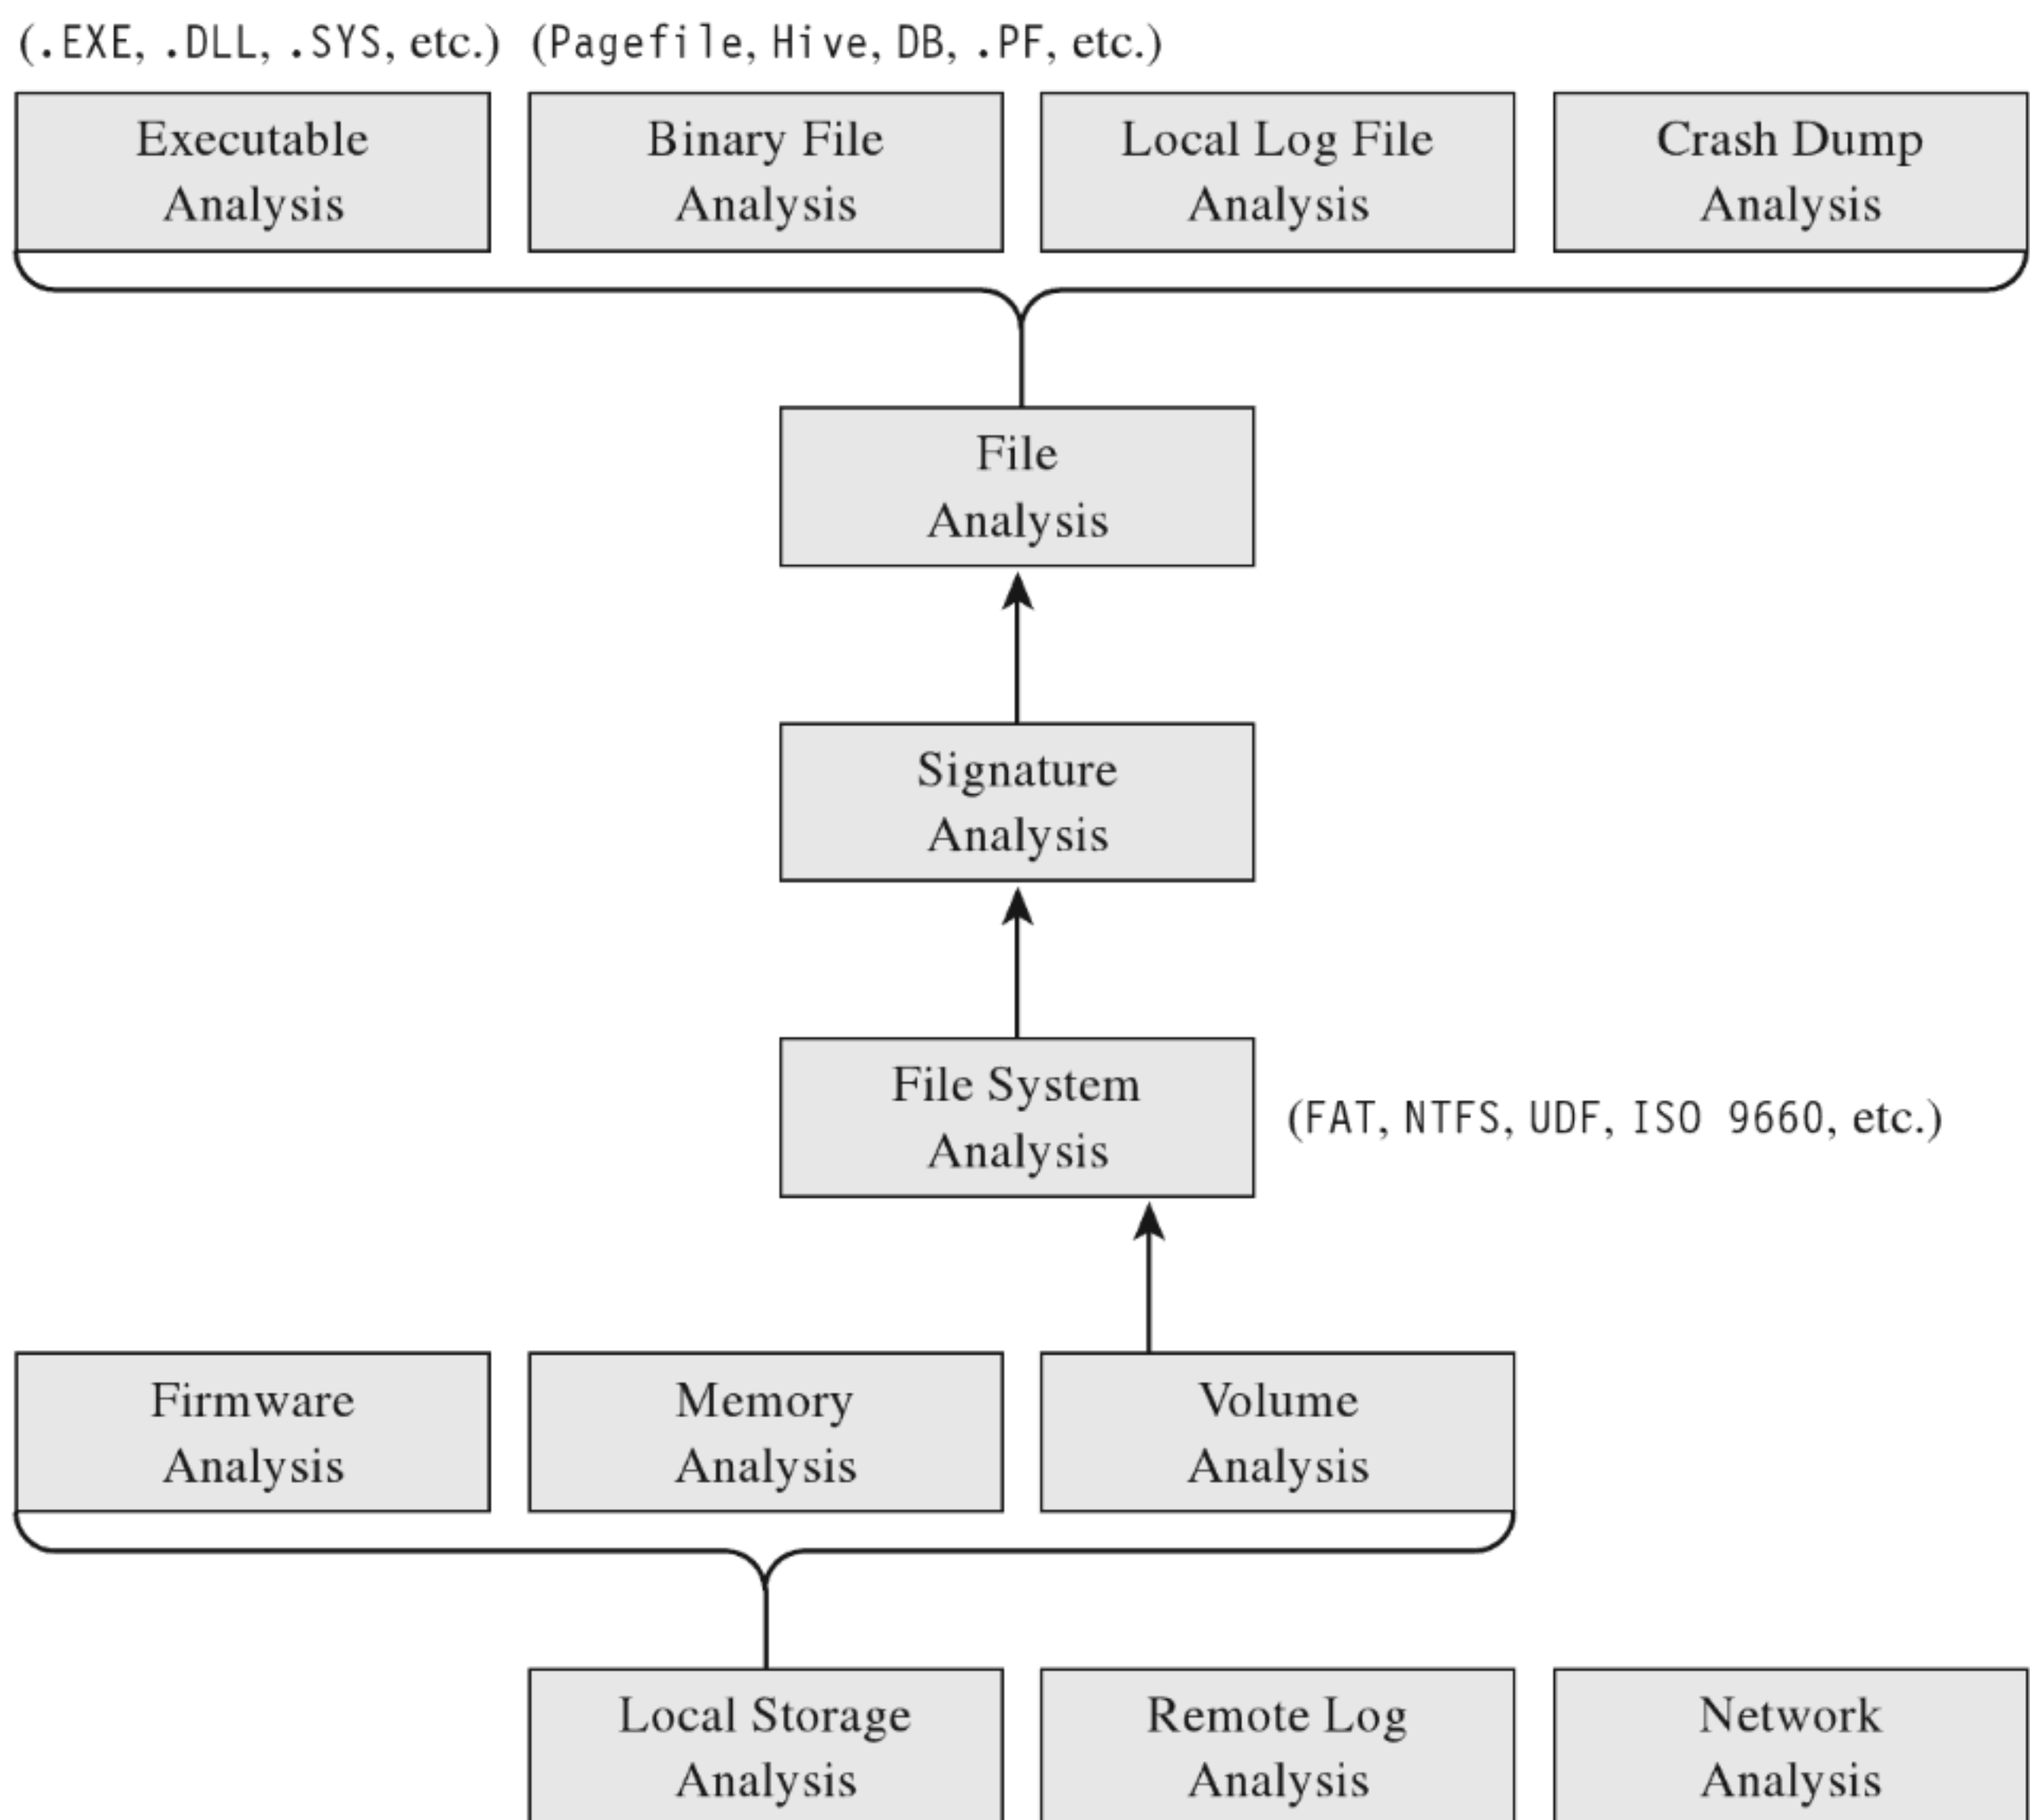 (.EXE, .DLL, .SYS, etc.) (Pagefile, Hive, DB, .PF, etc.)
Executable
Analysis
Binary File
Analysis
Local Log File
Analysis
Crash Dump
Analysis
File
Analysis
Signature
Analysis
File System
Analysis
(FAT, NTFS, UDF, ISO 9660, etc.)
Firmware
Analysis
Memory
Analysis
Volume
Analysis
Local Storage
Analysis
Remote Log
Analysis
Network
Analysis